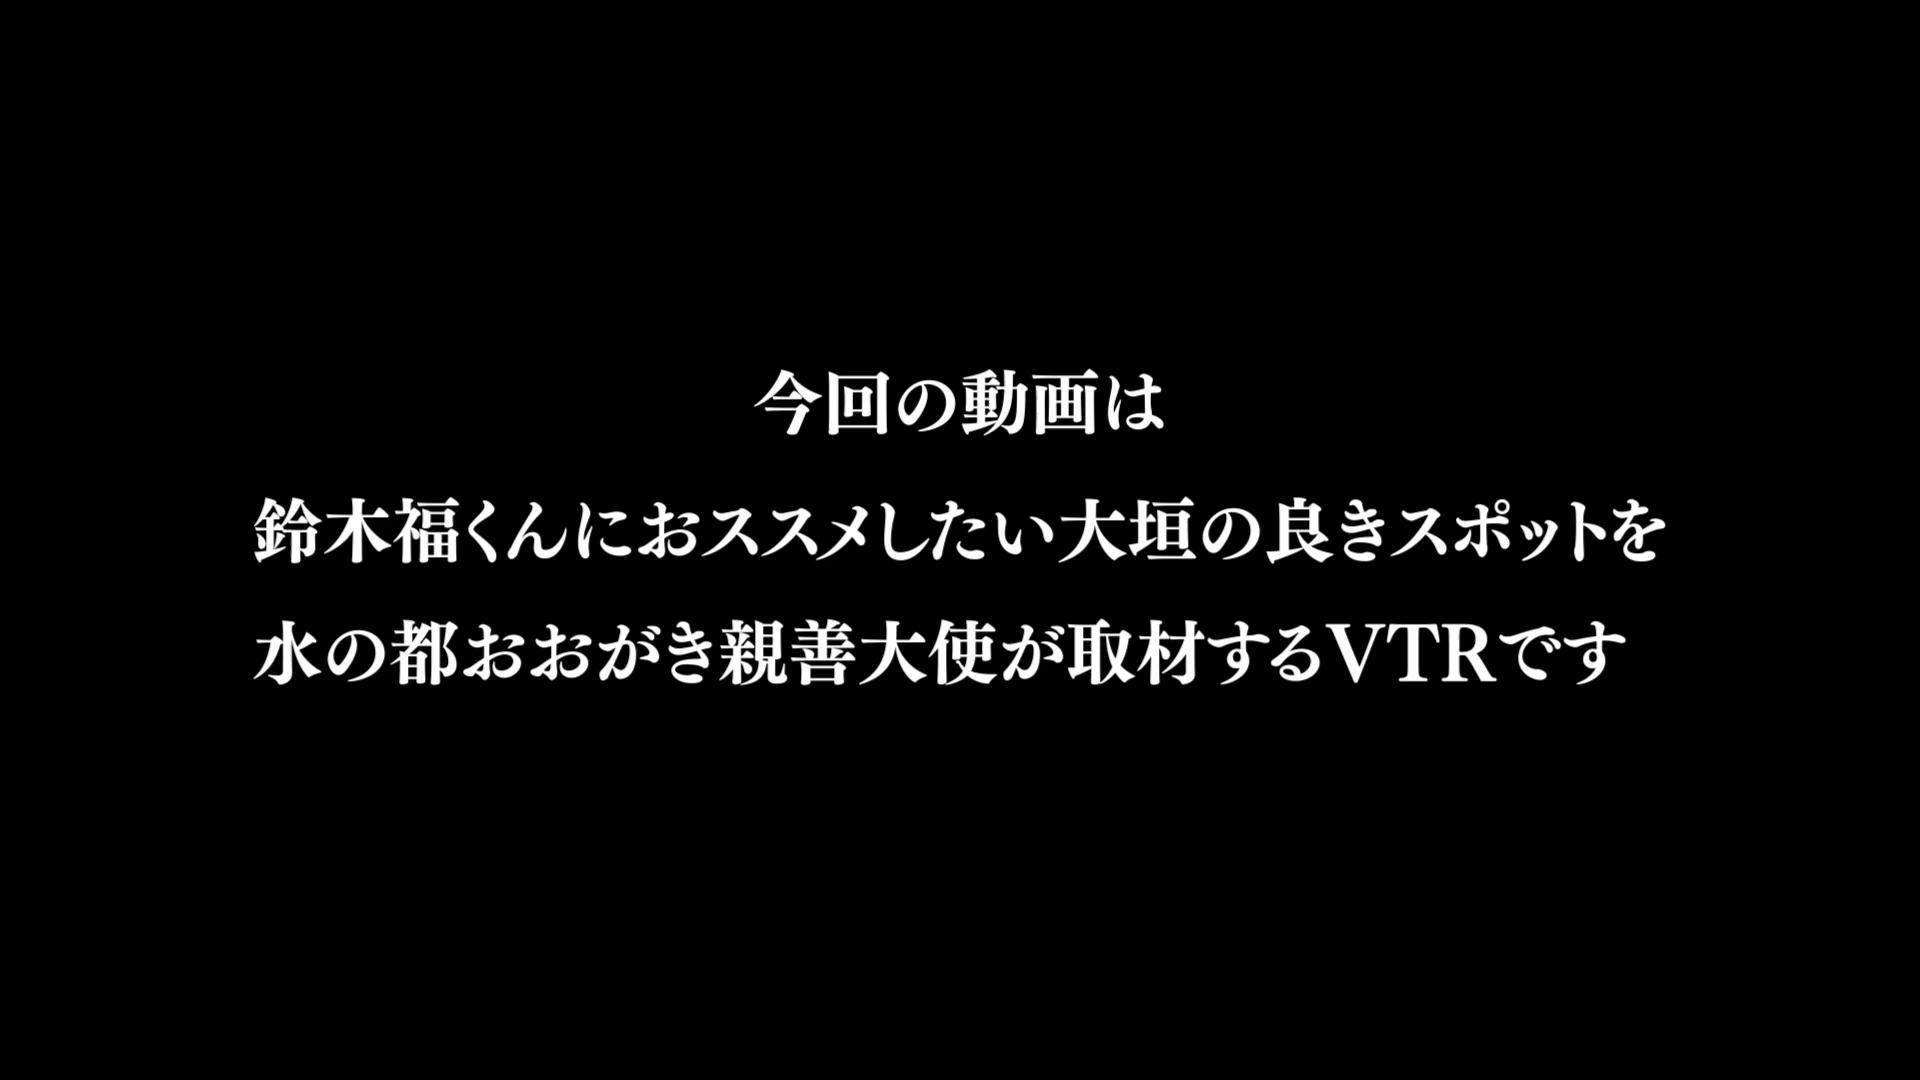 今回の動画は
鈴木福くんにおススメしたい大垣の良きスポットを
水の都おおがき親善大使が取材するVTRです